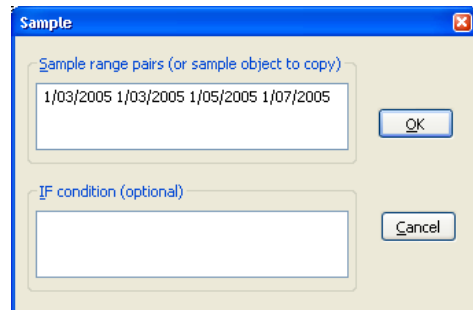 Sample
Sample range pairs (or sample object to copy)
1/03/2005 1/03/2005 1/05/2005 1/07/2005
OK
IF condition (optional)
Cancel